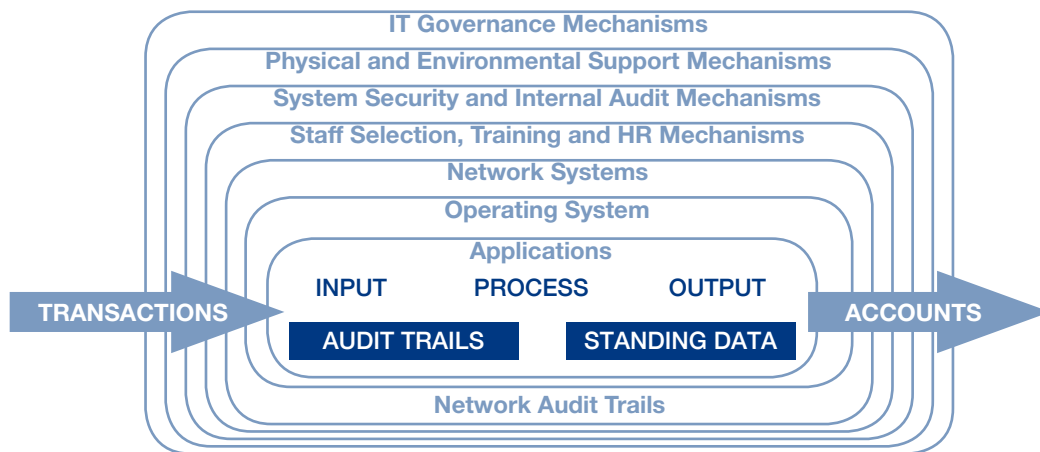 IT Governance Mechanisms
Physical and Environmental Support Mechanisms
System Security and Internal Audit Mechanisms
Staff Selection, Training and HR Mechanisms
Network Systems
Operating System
Applications
INPUT PROCESS OUTPUT
TRANSACTIONS ACCOUNTS
AUDIT TRAILS STANDING DATA
Network Audit Trails